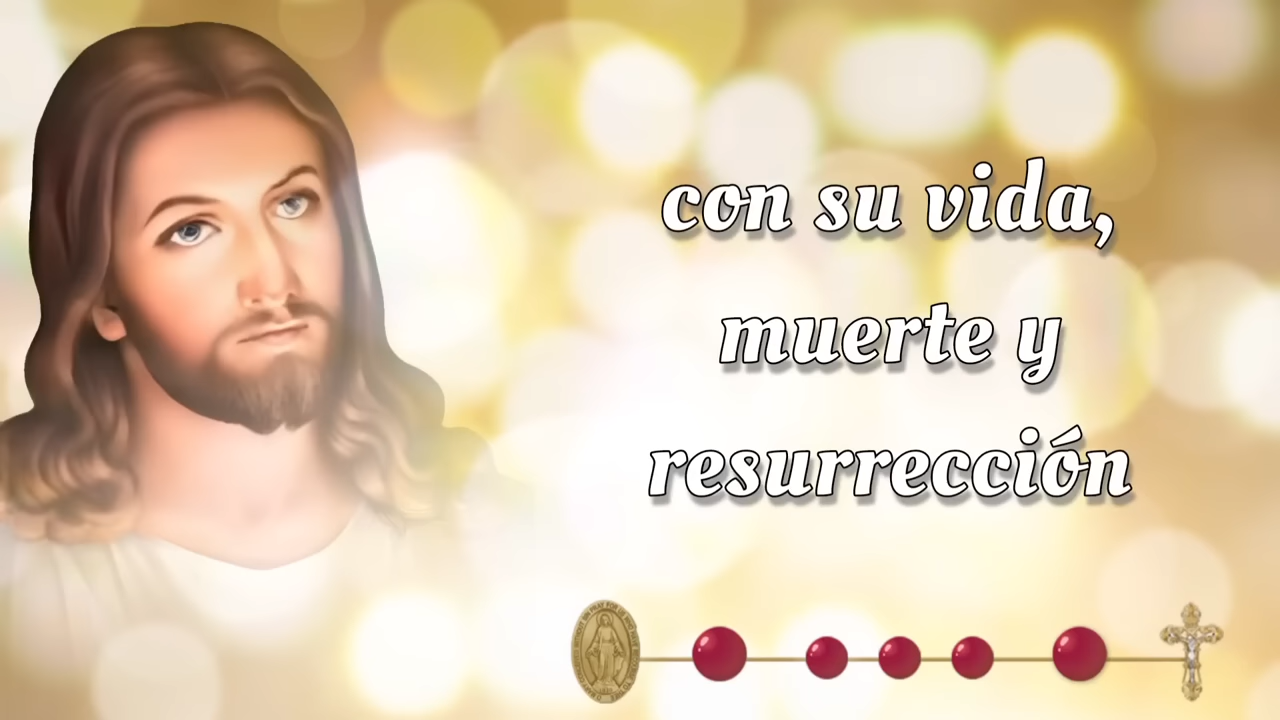 con su vida,
muerte y
resurrección